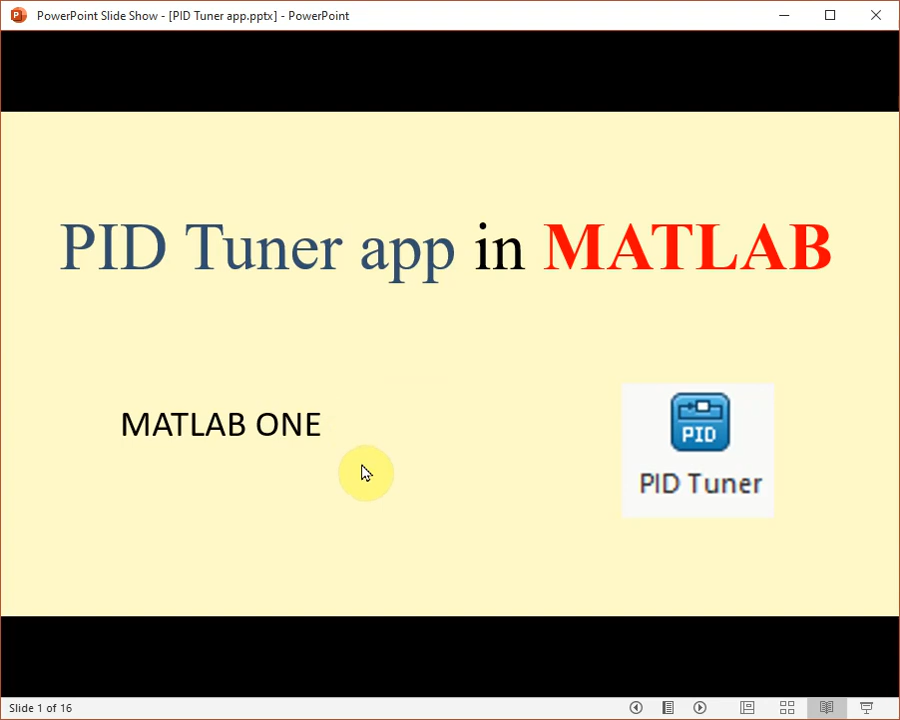 PowerPoint Slide Show - [PID Tuner app.pptx] - PowerPoint
PID Tuner app in MATLAB
MATLAB ONE
PID
PID Tuner
Slide 1 of 16